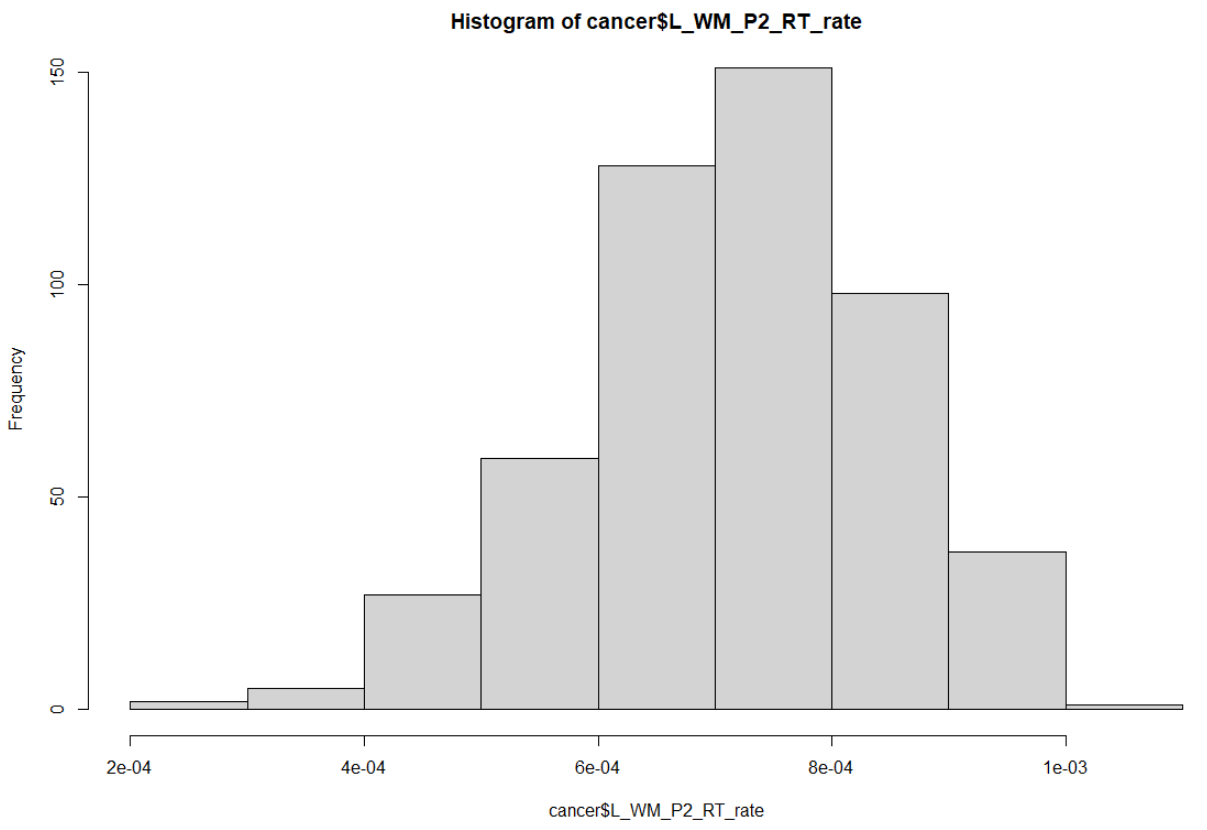 Histogram of cancer$L_WM_P2_RT_rate
Frequency
150
100
50
0
2e-04 4e-04 6e-04 8e-04 1e-03
cancer$L_WM_P2_RT_rate